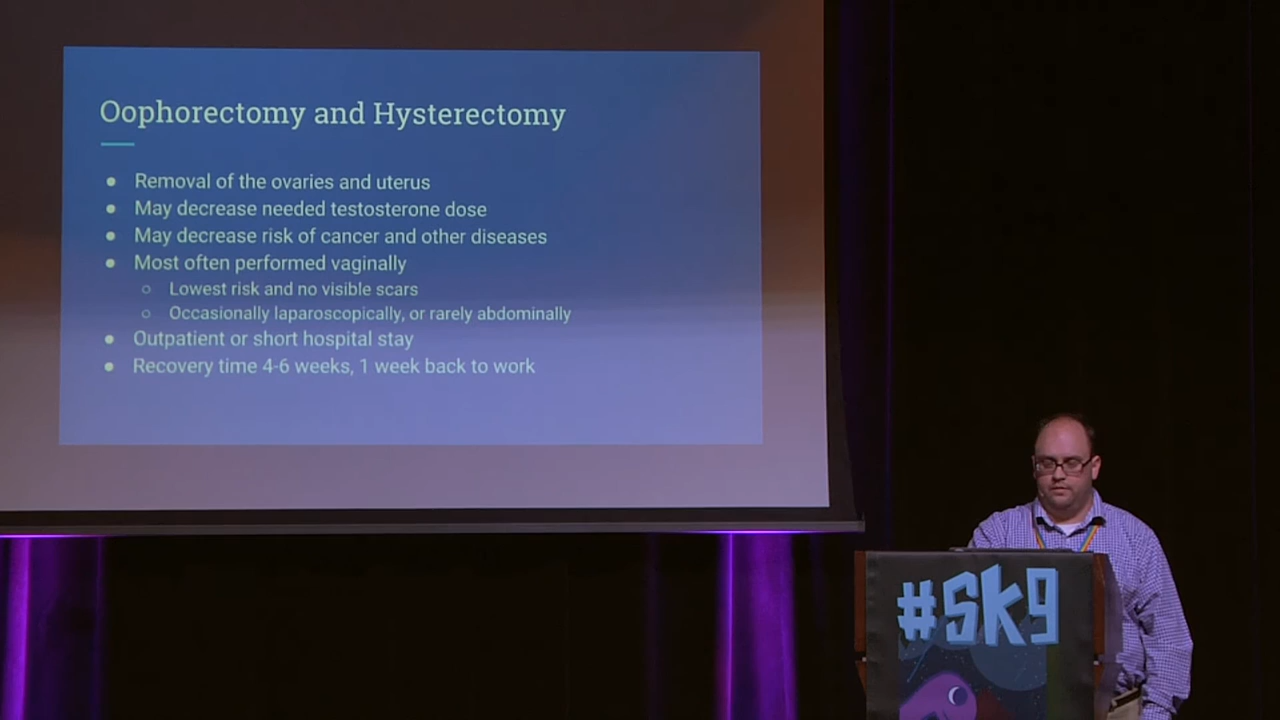 Oophorectomy and Hysterectomy
● Removal of the ovaries and uterus
● May decrease needed testosterone dose
● May decrease risk of cancer and other diseases
● Most often performed vaginally
○ Lowest risk and no visible scars
○ Occasionally laparoscopically, or rarely abdominally
● Outpatient or short hospital stay
● Recovery time 4-6 weeks, 1 week back to work
#sk9